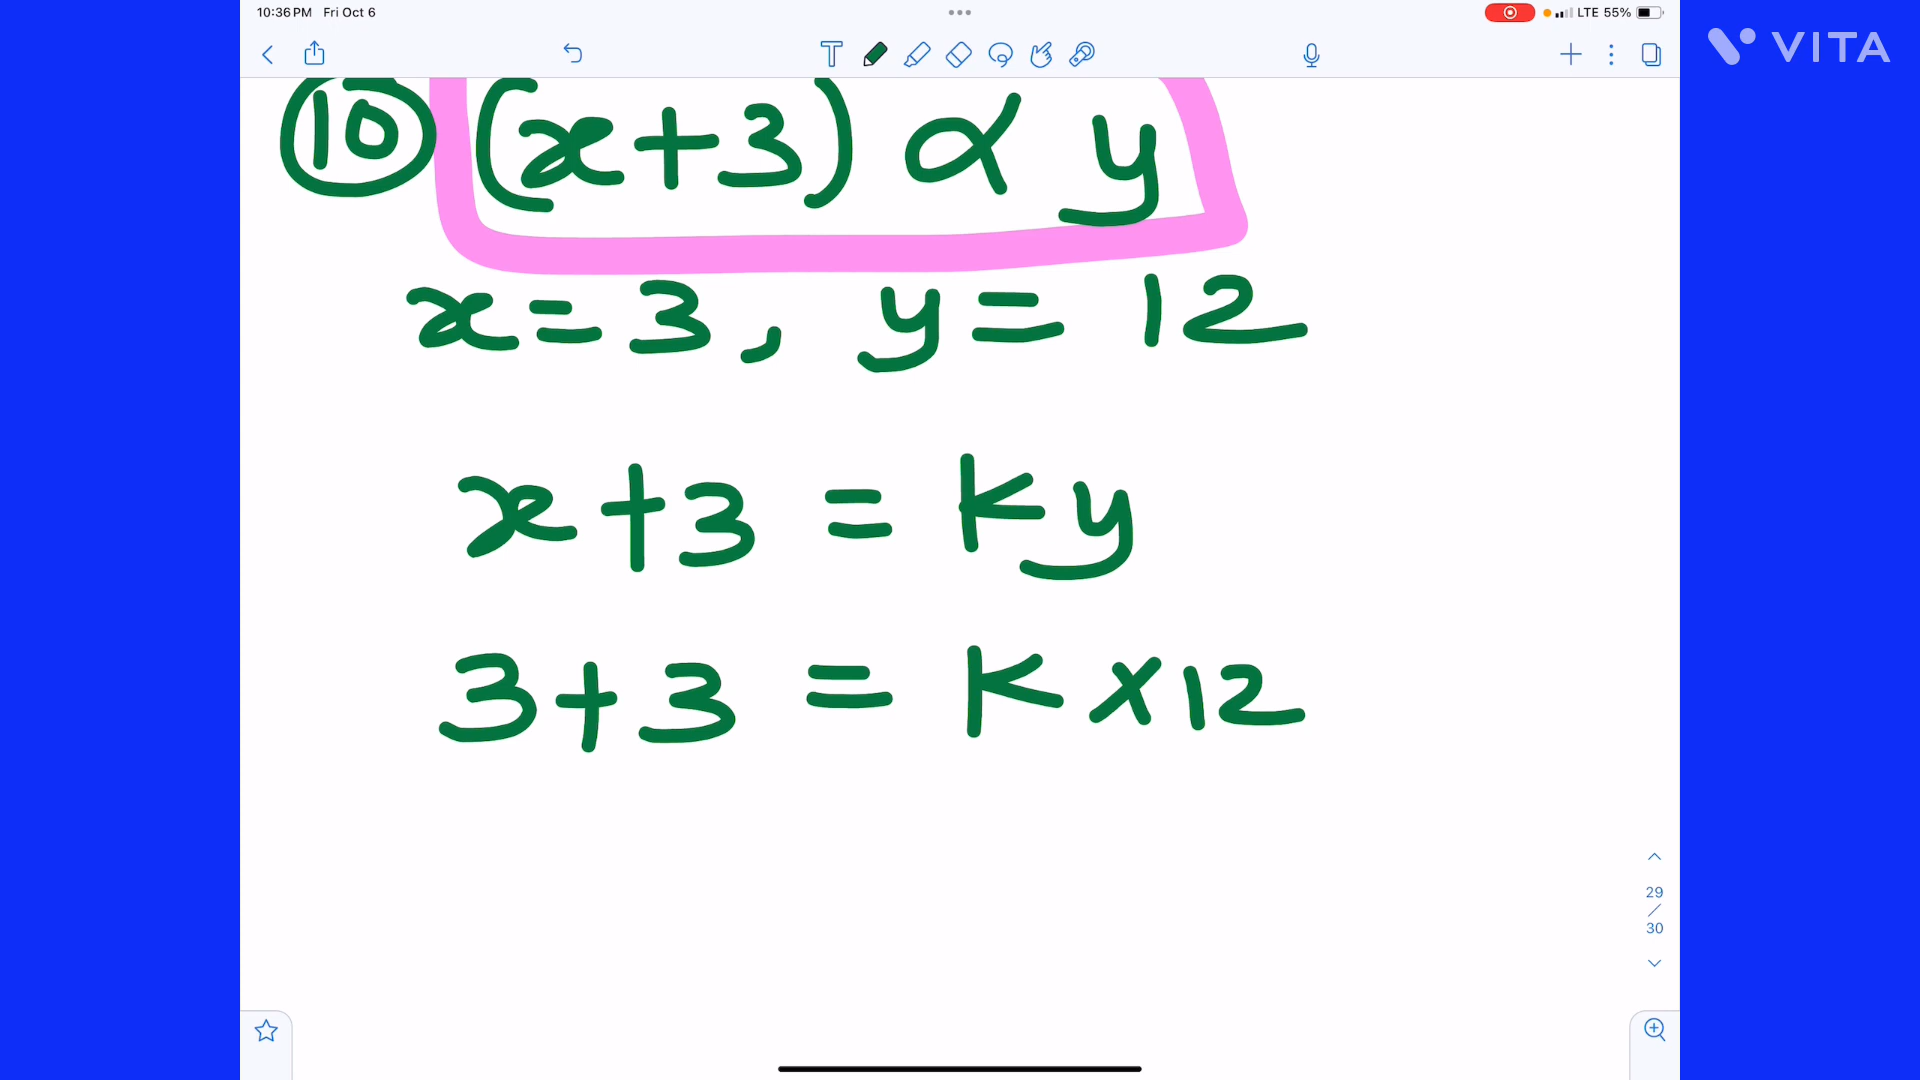 10:36 PM Fri Oct 6
LTE 55%
VITA
T
⑩ (x+3) α y
x = 3, y = 12
x+3 = ky
3+3 = k×12
29
/
30